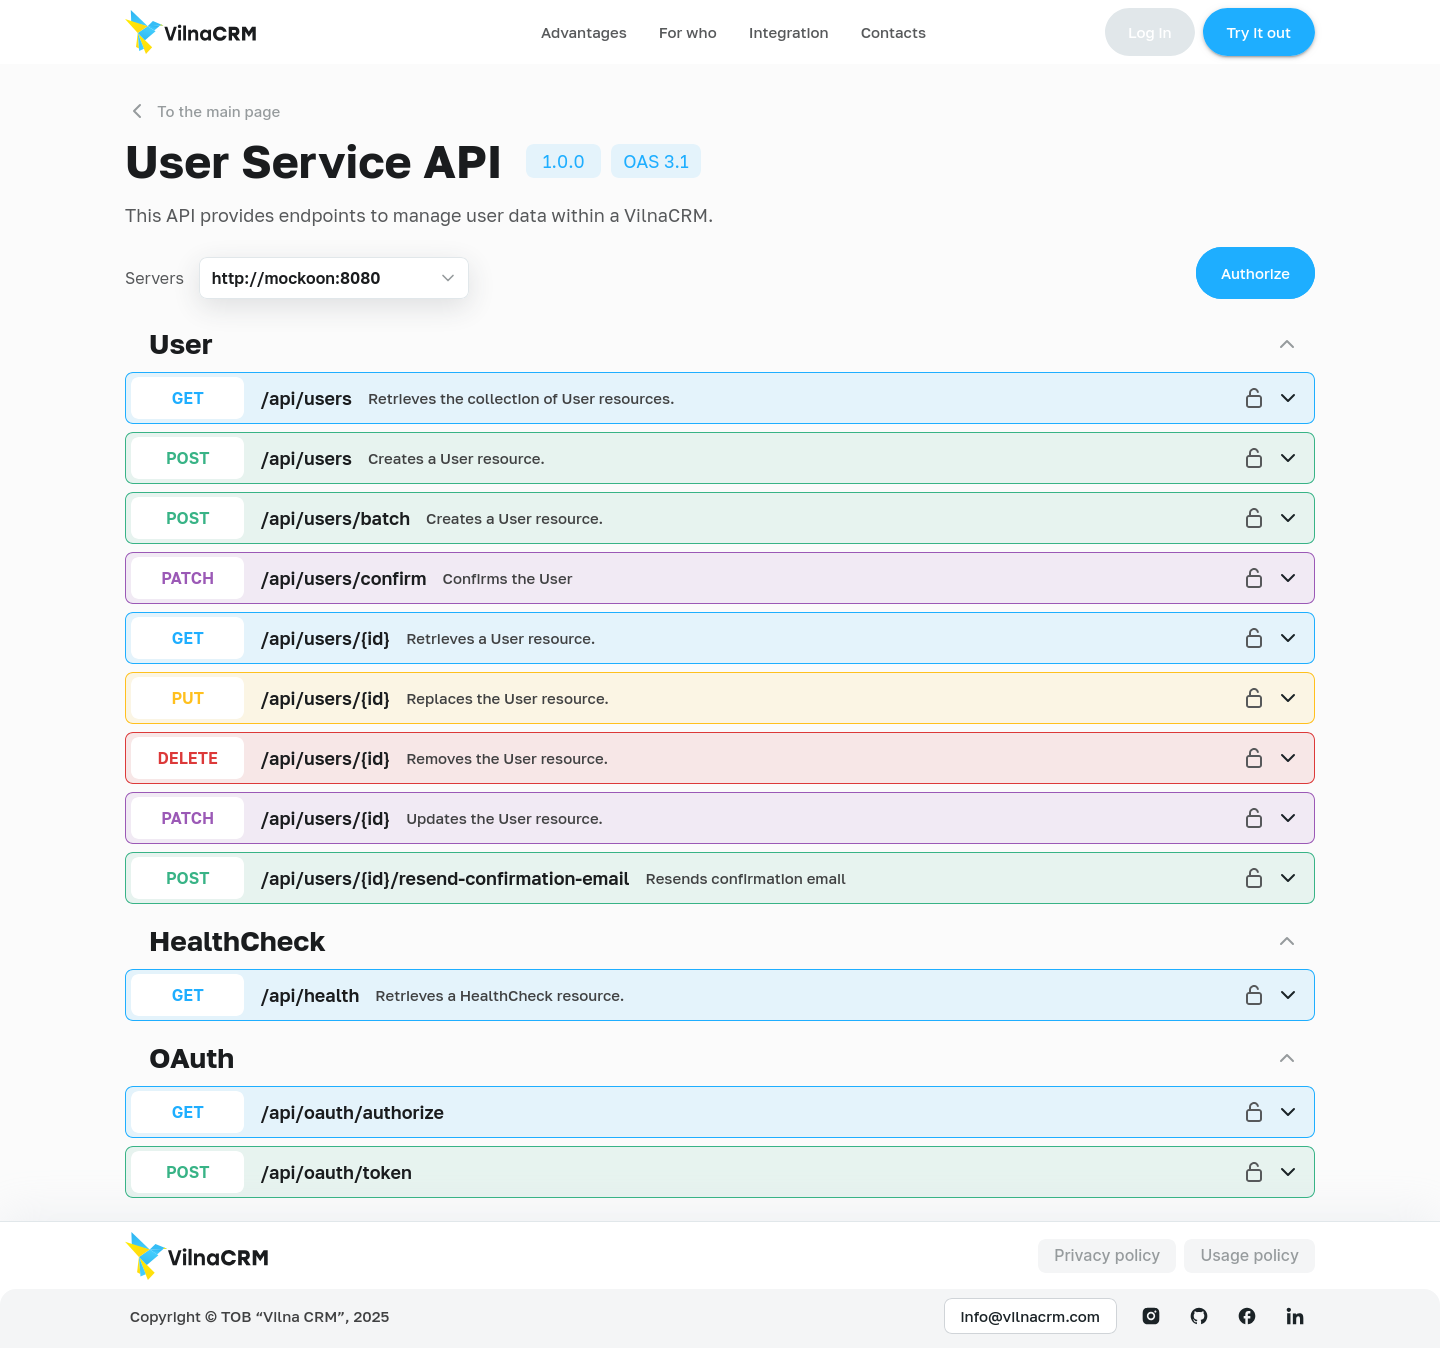 VilnaCRM
Advantages For who Integration Contacts
Log in
Try it out
To the main page
User Service API 1.0.0 OAS 3.1
This API provides endpoints to manage user data within a VilnaCRM.
Servers http://mockoon:8080
Authorize
User
GET /api/users Retrieves the collection of User resources.
POST /api/users Creates a User resource.
POST /api/users/batch Creates a User resource.
PATCH /api/users/confirm Confirms the User
GET /api/users/{id} Retrieves a User resource.
PUT /api/users/{id} Replaces the User resource.
DELETE /api/users/{id} Removes the User resource.
PATCH /api/users/{id} Updates the User resource.
POST /api/users/{id}/resend-confirmation-email Resends confirmation email
HealthCheck
GET /api/health Retrieves a HealthCheck resource.
OAuth
GET /api/oauth/authorize
POST /api/oauth/token
VilnaCRM
Privacy policy Usage policy
Copyright © ТОВ “Vilna CRM”, 2025
info@vilnacrm.com